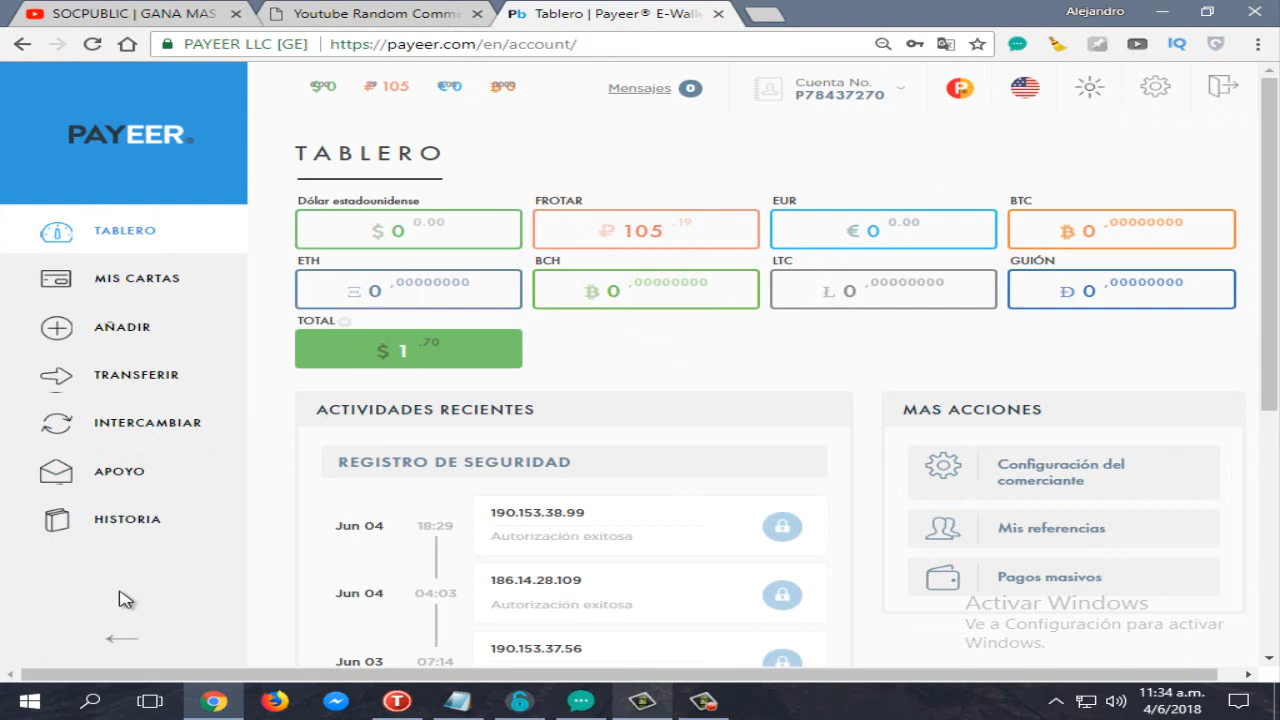 SOCPUBLIC | GANA MAS
Youtube Random Comme
Tablero | Payeer® E-Walle
Alejandro
PAYEER LLC [GE]
https://payeer.com/en/account/
IQ
105
Mensajes
0
Cuenta No.
P78437270
PAYEER
TABLERO
Dólar estadounidense
$ 0 0.00
FROTAR
₽ 105 .19
EUR
€ 0 0.00
BTC
0 ,00000000
ETH
Ξ 0 ,00000000
BCH
0 ,00000000
LTC
Ł 0 ,00000000
GUIÓN
Đ 0 ,00000000
TOTAL
$ 1 .70
TABLERO
MIS CARTAS
AÑADIR
TRANSFERIR
INTERCAMBIAR
APOYO
HISTORIA
ACTIVIDADES RECIENTES
REGISTRO DE SEGURIDAD
Jun 04 18:29
190.153.38.99
Autorización exitosa
Jun 04 04:03
186.14.28.109
Autorización exitosa
Jun 03 07:14
190.153.37.56
MAS ACCIONES
Configuración del
comerciante
Mis referencias
Pagos masivos
Activar Windows
Ve a Configuración para activar
Windows.
11:34 a.m.
4/6/2018